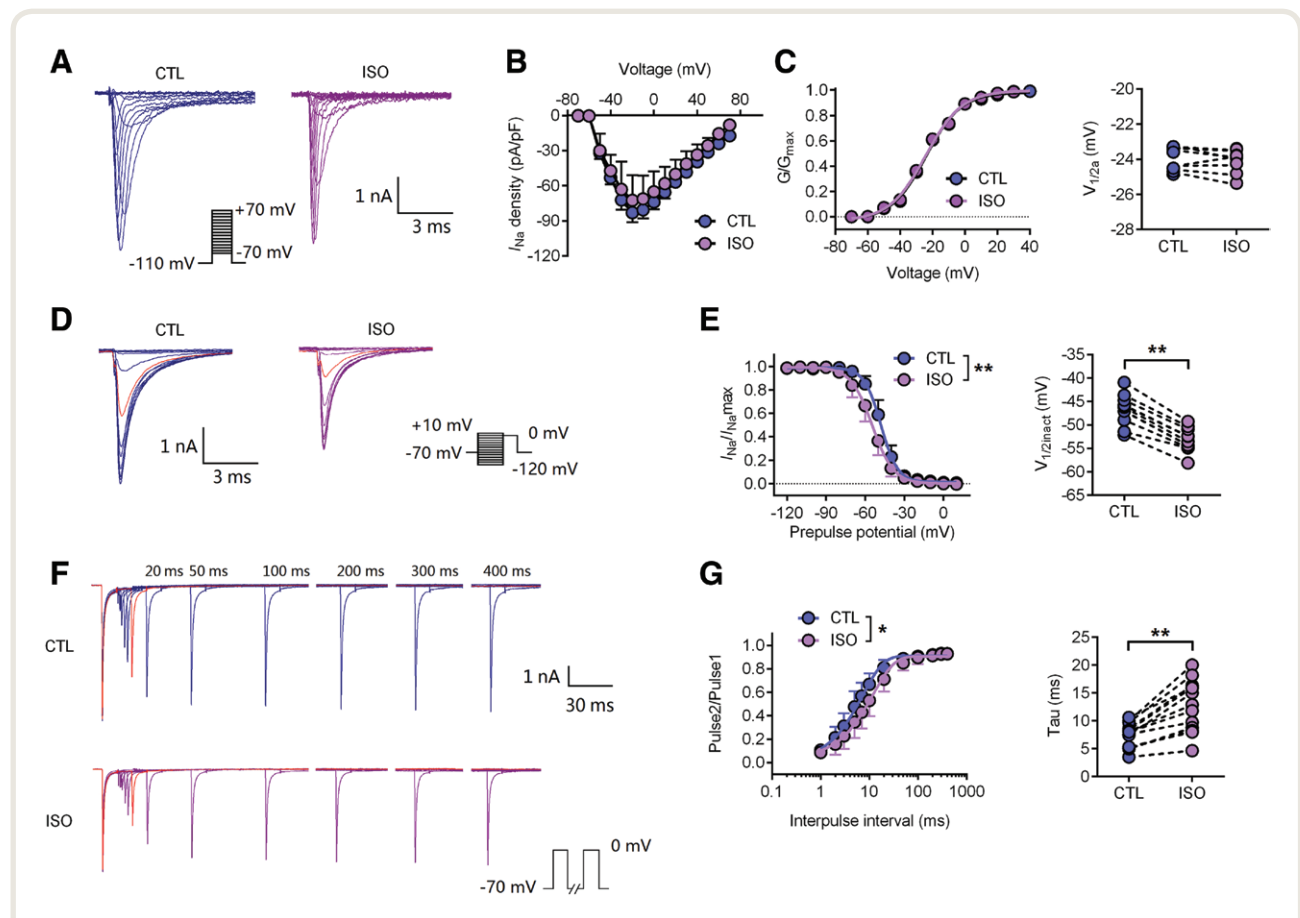 A
CTL
ISO
1 nA
3 ms
+70 mV
-70 mV
-110 mV
B
Voltage (mV)
-80 -40 0 40 80
0
-30
-60
-90
-120
INa density (pA/pF)
CTL
ISO
C
1.0
0.8
0.6
0.4
0.2
0.0
G/Gmax
CTL
ISO
-80 -60 -40 -20 0 20 40
Voltage (mV)
-20
-22
-24
-26
-28
V1/2a (mV)
CTL ISO
D
CTL
ISO
1 nA
3 ms
+10 mV
0 mV
-70 mV
-120 mV
E
1.0
0.8
0.6
0.4
0.2
0.0
INa/INamax
CTL
ISO
**
-120 -90 -60 -30 0
Prepulse potential (mV)
**
-35
-40
-45
-50
-55
-60
-65
V1/2inact (mV)
CTL ISO
F
20 ms 50 ms 100 ms 200 ms 300 ms 400 ms
CTL
1 nA
30 ms
ISO
0 mV
-70 mV
G
CTL
ISO
*
1.0
0.8
0.6
0.4
0.2
0.0
Pulse2/Pulse1
0.1 1 10 100 1000
Interpulse interval (ms)
**
25
20
15
10
5
0
Tau (ms)
CTL ISO